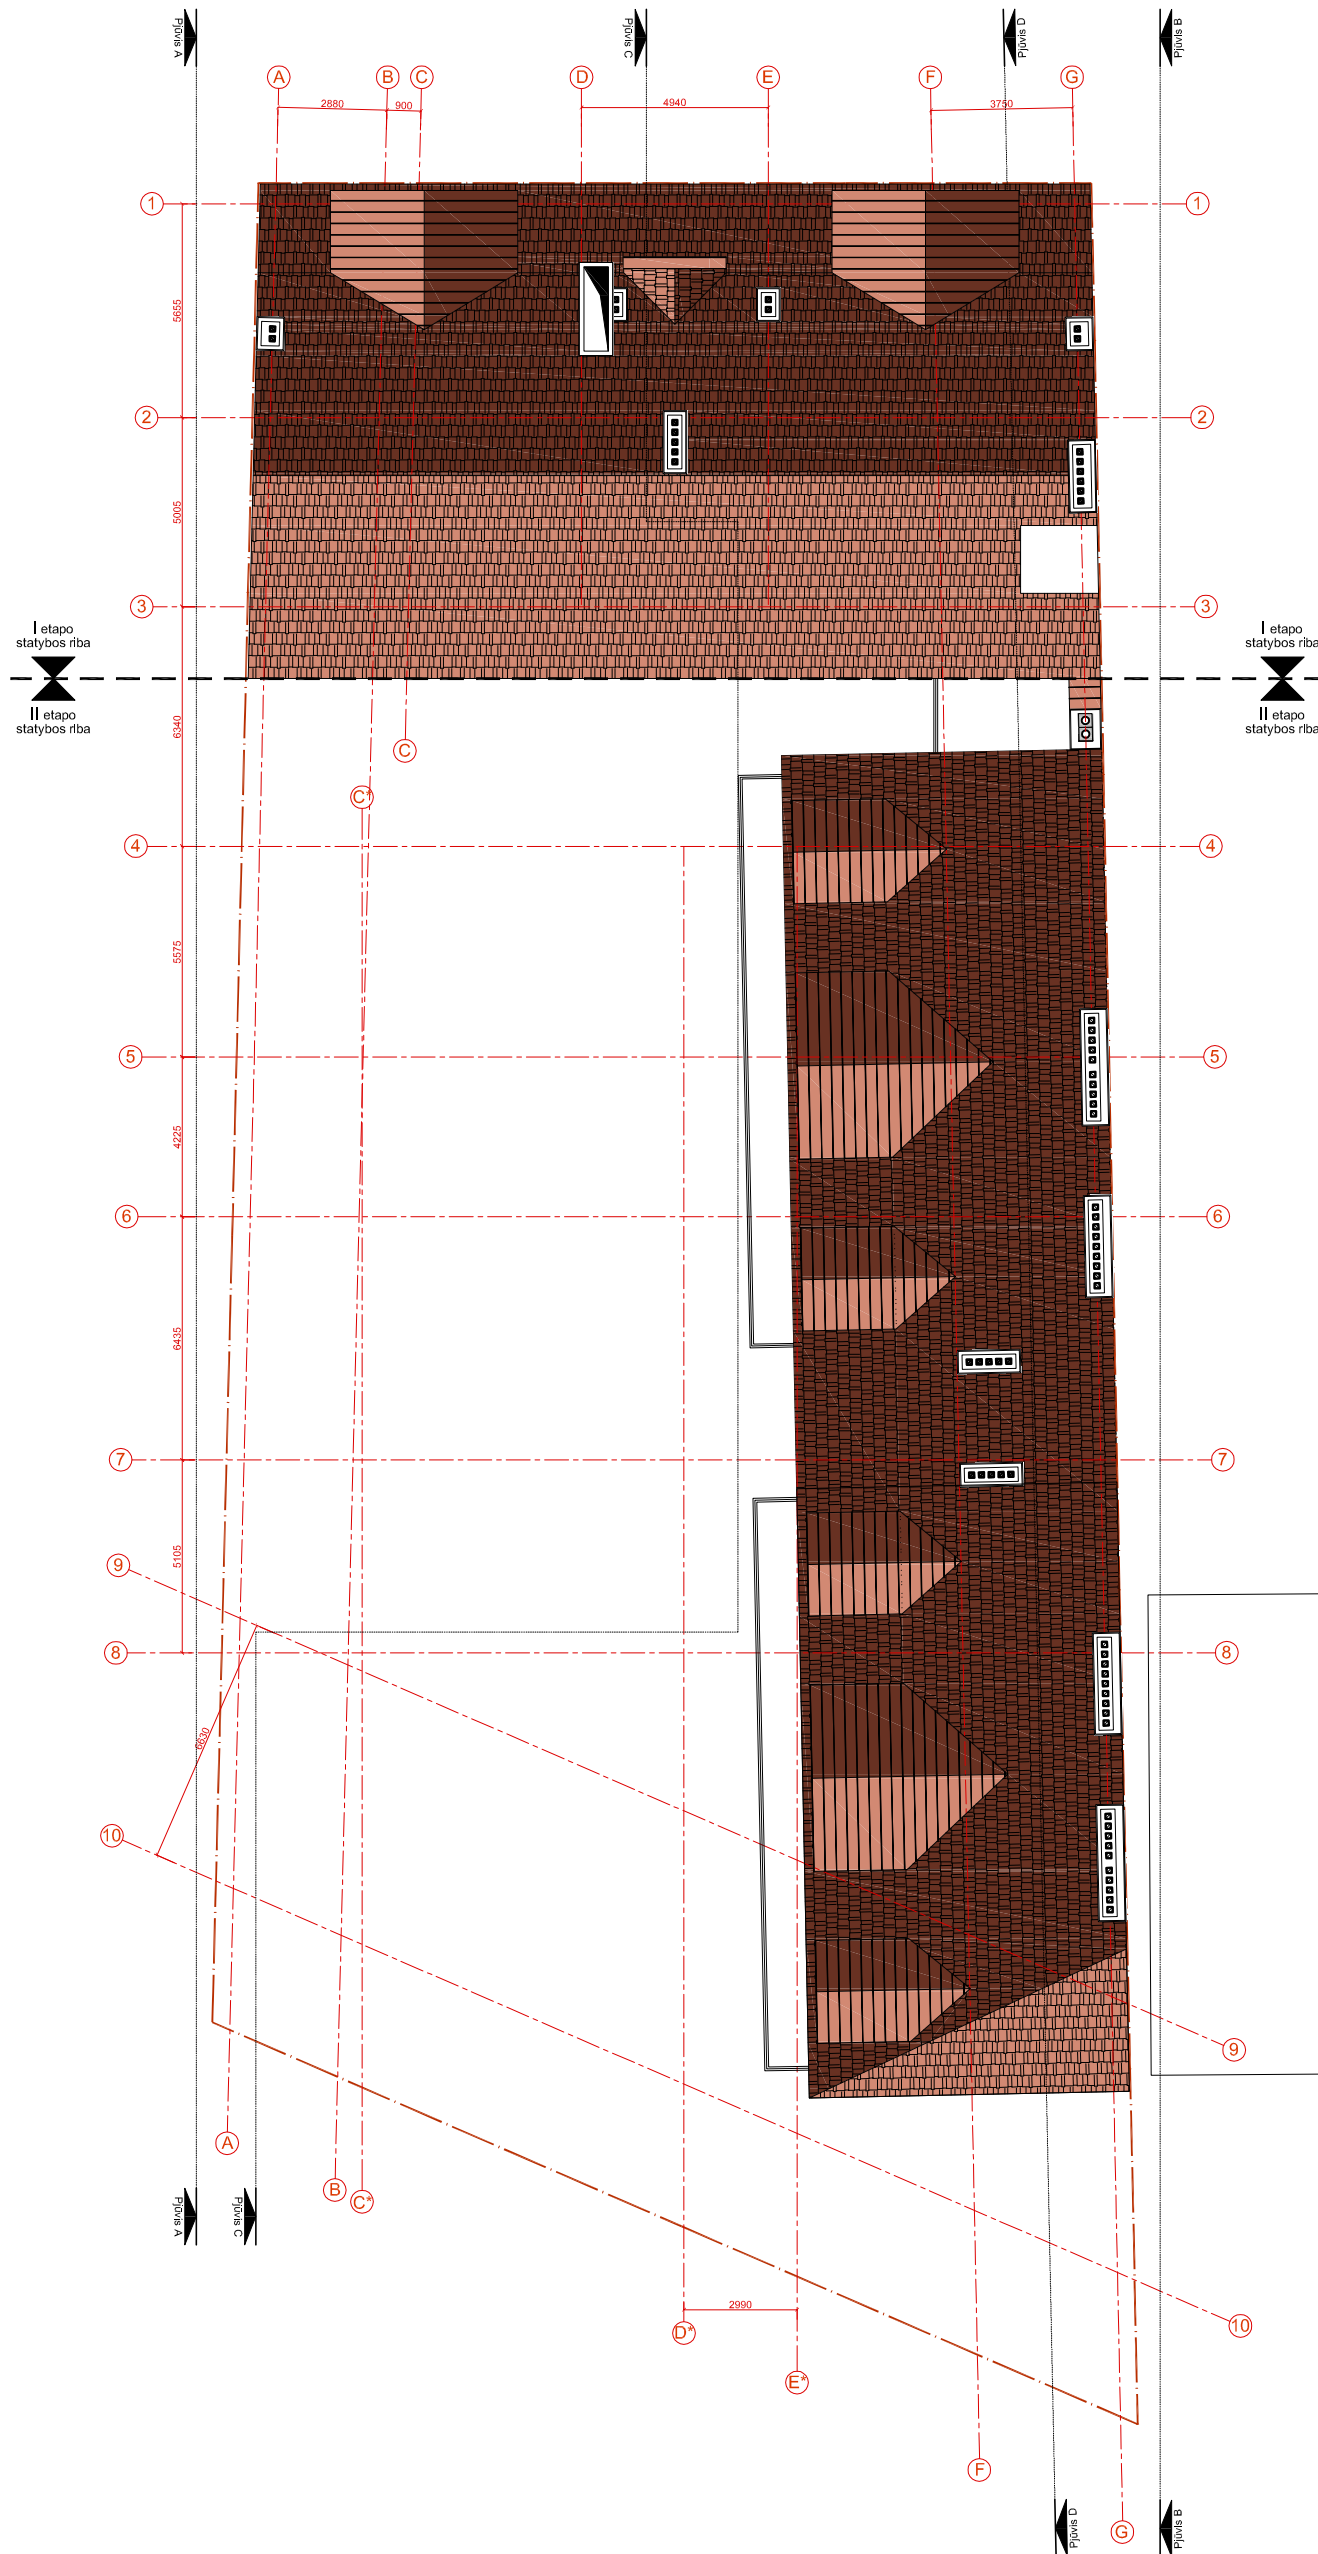 Pjūvis A
Pjūvis C
Pjūvis D
Pjūvis B
A
B
C
D
E
F
G
2880
900
4940
3750
1
1
5655
2
2
5005
3
3
I etapo
statybos riba
I etapo
statybos riba
II etapo
statybos riba
II etapo
statybos riba
6340
C
C*
4
4
5575
5
5
4225
6
6
6435
7
7
5105
9
8
8
6630
10
9
A
B
C*
Pjūvis A
Pjūvis C
2990
D*
10
E*
F
G
Pjūvis D
Pjūvis B